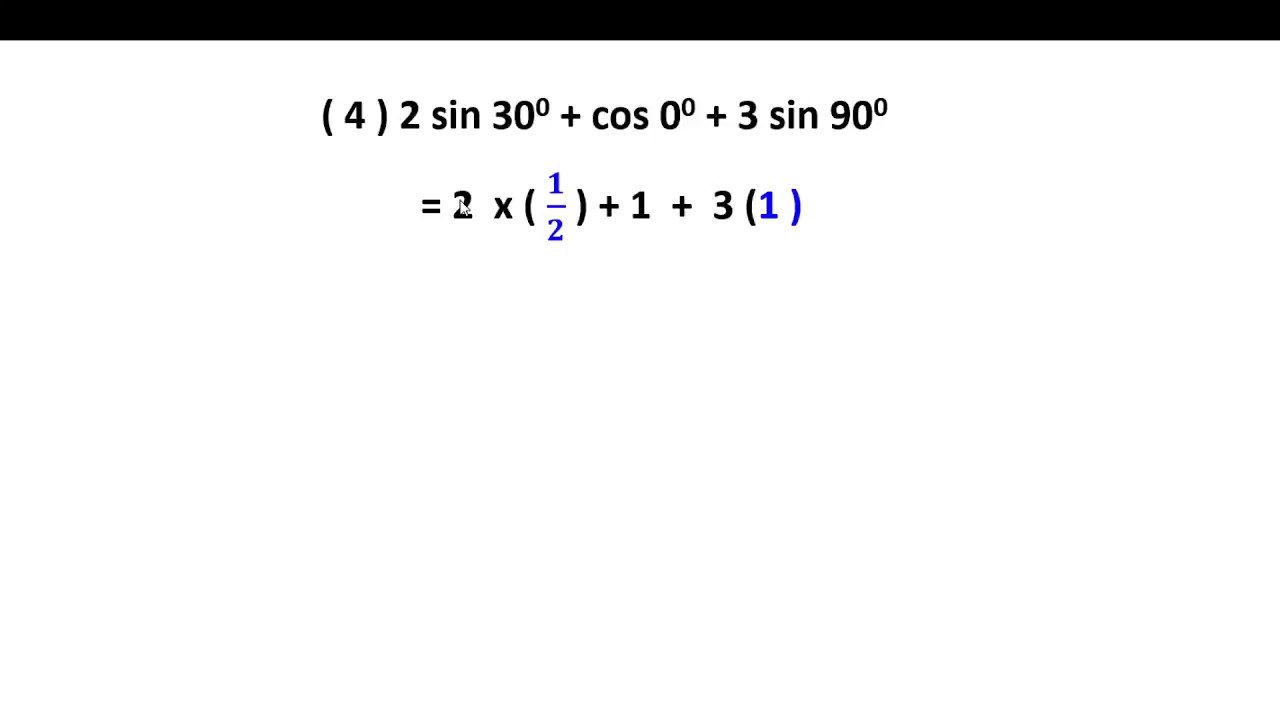 ( 4 ) 2 sin 30⁰ + cos 0⁰ + 3 sin 90⁰
= 2 x ( 1/2 ) + 1 + 3 (1 )